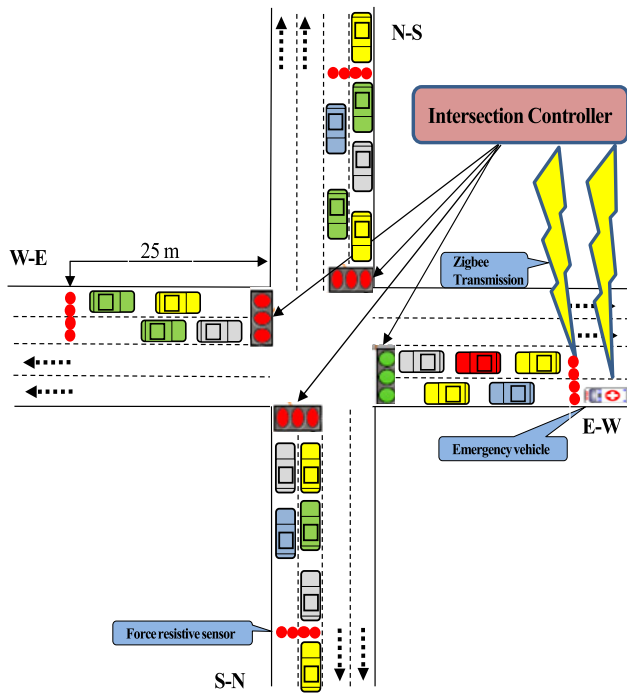 N-S
Intersection Controller
W-E
25 m
Zigbee
Transmission
E-W
Emergency vehicle
Force resistive sensor
S-N